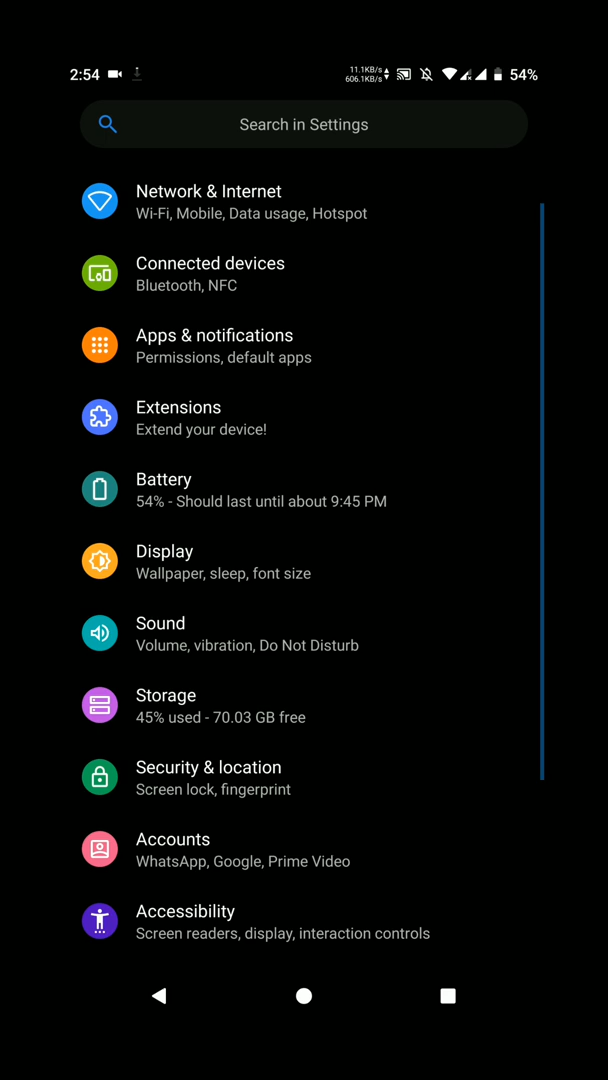 2:54
11.1KB/s
606.1KB/s
54%
Search in Settings
Network & Internet
Wi-Fi, Mobile, Data usage, Hotspot
Connected devices
Bluetooth, NFC
Apps & notifications
Permissions, default apps
Extensions
Extend your device!
Battery
54% - Should last until about 9:45 PM
Display
Wallpaper, sleep, font size
Sound
Volume, vibration, Do Not Disturb
Storage
45% used - 70.03 GB free
Security & location
Screen lock, fingerprint
Accounts
WhatsApp, Google, Prime Video
Accessibility
Screen readers, display, interaction controls